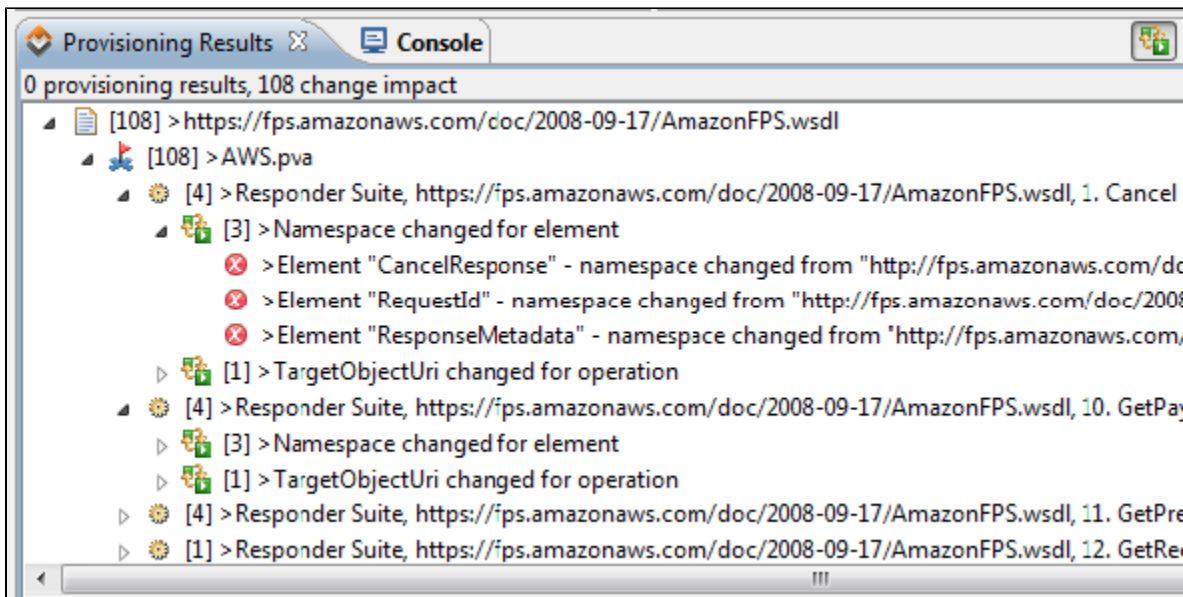 Provisioning Results Console
0 provisioning results, 108 change impact
[108] >https://fps.amazonaws.com/doc/2008-09-17/AmazonFPS.wsdl
[108] >AWS.pva
[4] >Responder Suite, https://fps.amazonaws.com/doc/2008-09-17/AmazonFPS.wsdl, 1. Cancel
[3] >Namespace changed for element
>Element "CancelResponse" - namespace changed from "http://fps.amazonaws.com/do
>Element "RequestId" - namespace changed from "http://fps.amazonaws.com/doc/2008
>Element "ResponseMetadata" - namespace changed from "http://fps.amazonaws.com/
[1] >TargetObjectUri changed for operation
[4] >Responder Suite, https://fps.amazonaws.com/doc/2008-09-17/AmazonFPS.wsdl, 10. GetPay
[3] >Namespace changed for element
[1] >TargetObjectUri changed for operation
[4] >Responder Suite, https://fps.amazonaws.com/doc/2008-09-17/AmazonFPS.wsdl, 11. GetPre
[1] >Responder Suite, https://fps.amazonaws.com/doc/2008-09-17/AmazonFPS.wsdl, 12. GetRe